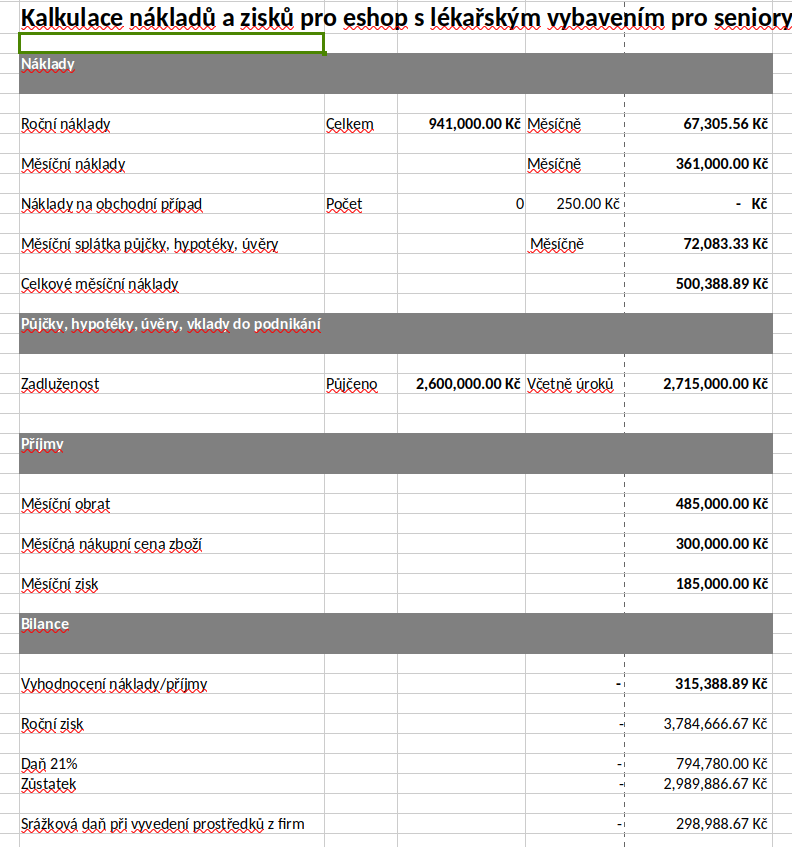 Kalkulace nákladů a zisků pro eshop s lékařským vybavením pro seniory
Náklady
Roční náklady Celkem 941,000.00 Kč Měsíčně 67,305.56 Kč
Měsíční náklady Měsíčně 361,000.00 Kč
Náklady na obchodní případ Počet 0 250.00 Kč - Kč
Měsíční splátka půjčky, hypotéky, úvěry Měsíčně 72,083.33 Kč
Celkové měsíční náklady 500,388.89 Kč
Půjčky, hypotéky, úvěry, vklady do podnikání
Zadluženost Půjčeno 2,600,000.00 Kč Včetně úroků 2,715,000.00 Kč
Příjmy
Měsíční obrat 485,000.00 Kč
Měsíčná nákupní cena zboží 300,000.00 Kč
Měsíční zisk 185,000.00 Kč
Bilance
Vyhodnocení náklady/příjmy - 315,388.89 Kč
Roční zisk - 3,784,666.67 Kč
Daň 21% - 794,780.00 Kč
Zůstatek - 2,989,886.67 Kč
Srážková daň při vyvedení prostředků z firm - 298,988.67 Kč